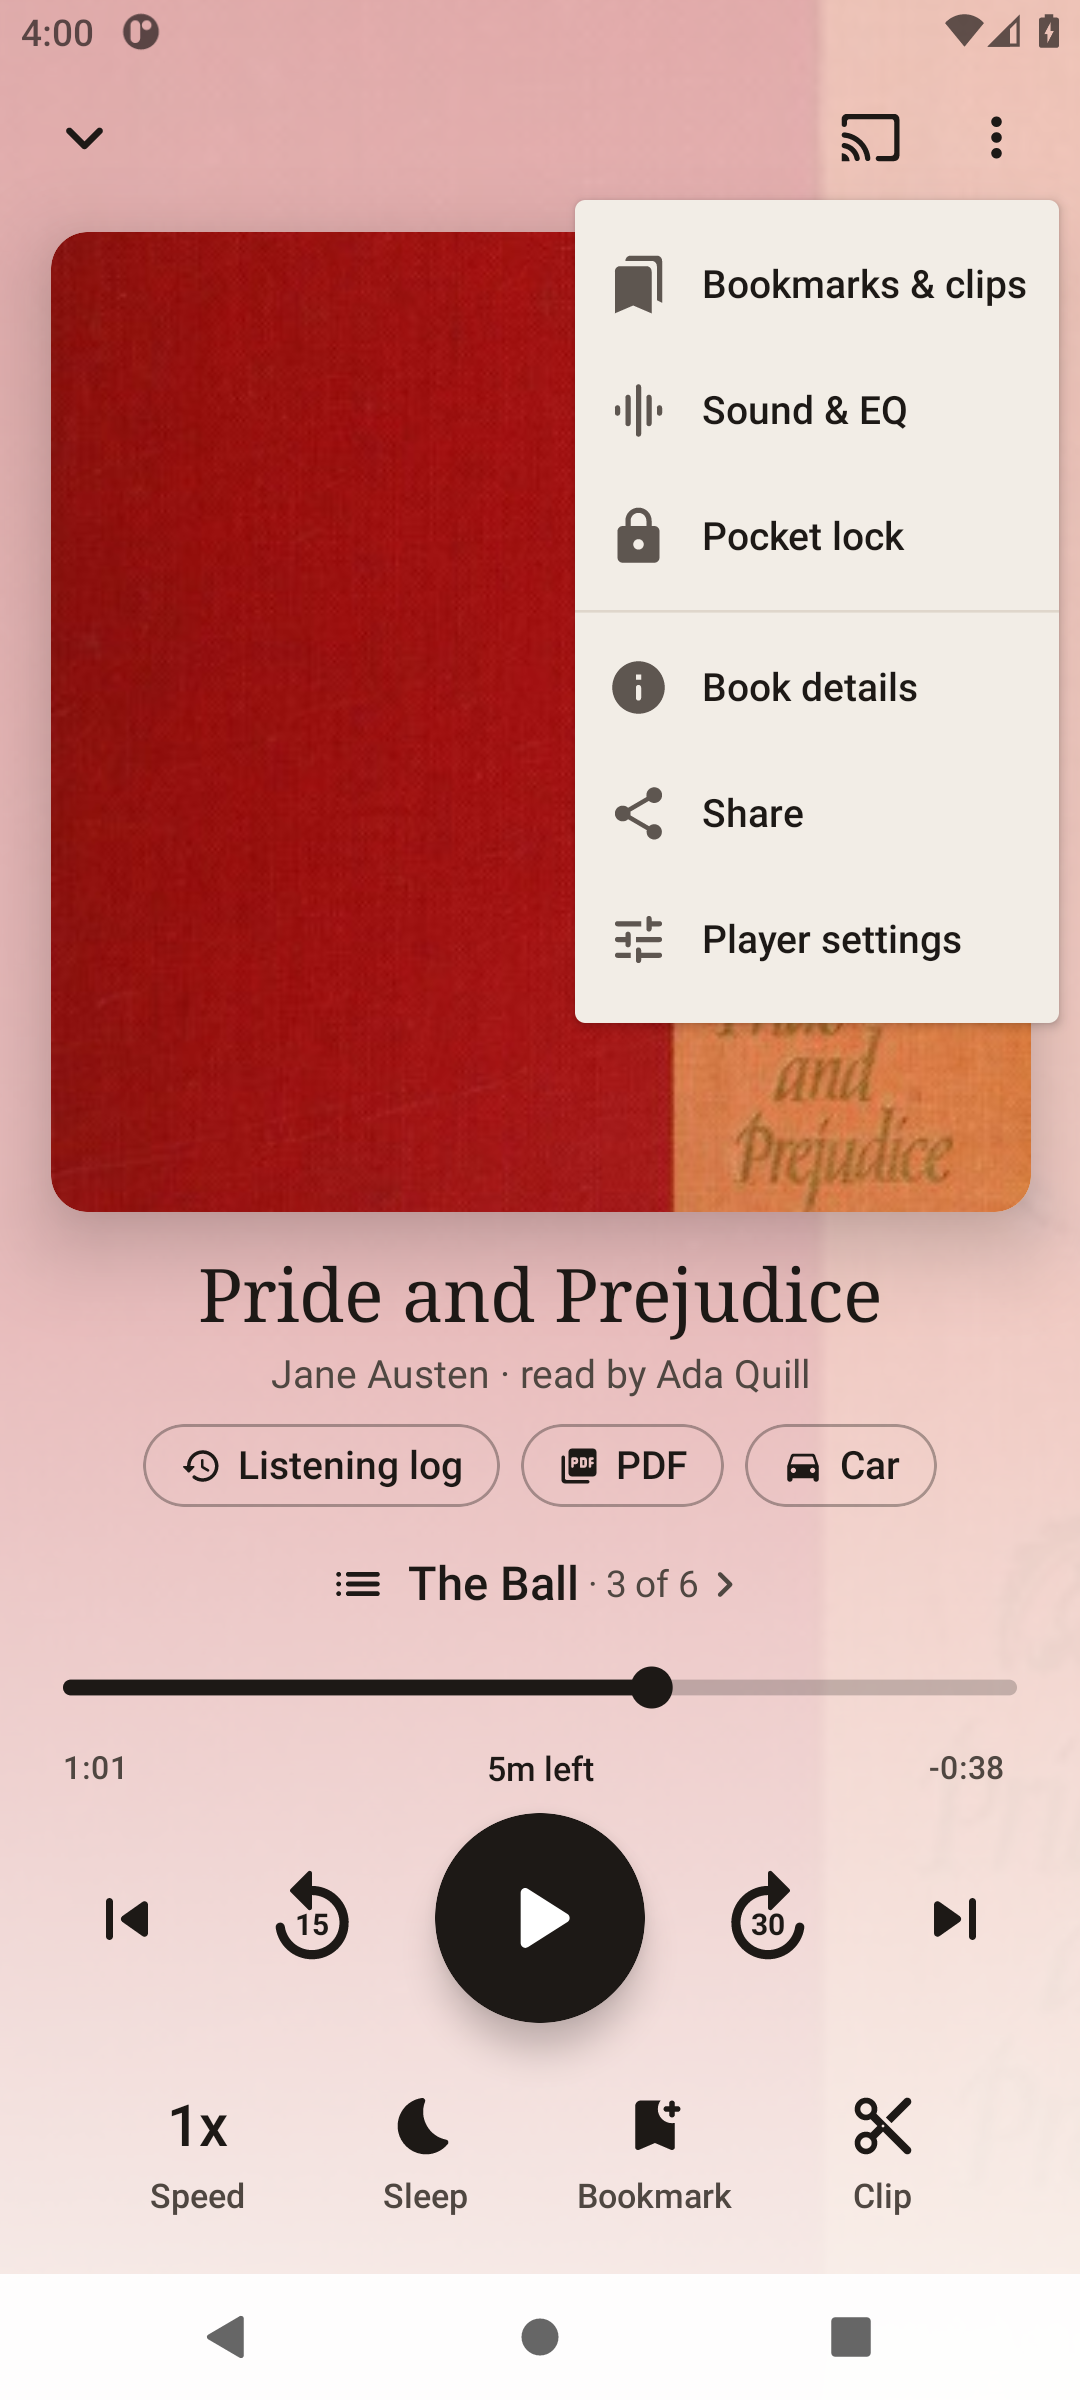 4:00
Bookmarks & clips
Sound & EQ
Pocket lock
Book details
Share
Player settings
and
Prejudice
Pride and Prejudice
Jane Austen · read by Ada Quill
Listening log
PDF
PDF
Car
The Ball · 3 of 6
1:01
5m left
-0:38
15
30
1x
Speed
Sleep
Bookmark
Clip